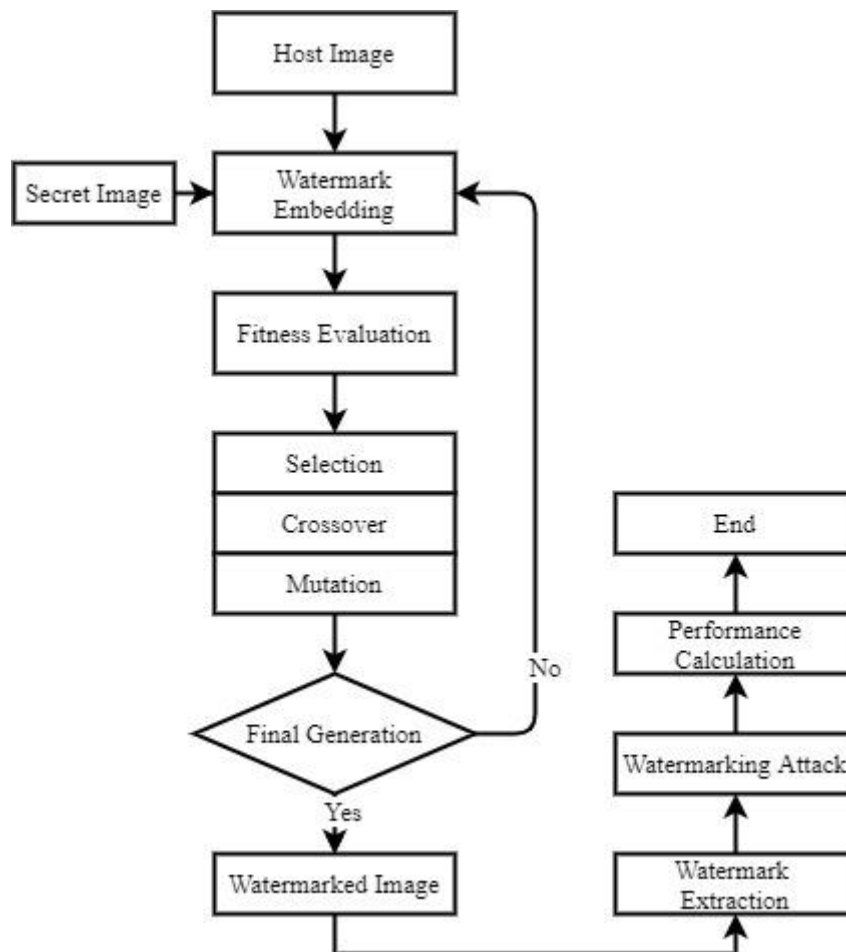 Host Image
Secret Image
Watermark
Embedding
Fitness Evaluation
Selection
Crossover
Mutation
Final Generation
No
Yes
Watermarked Image
End
Performance
Calculation
Watermarking Attack
Watermark
Extraction